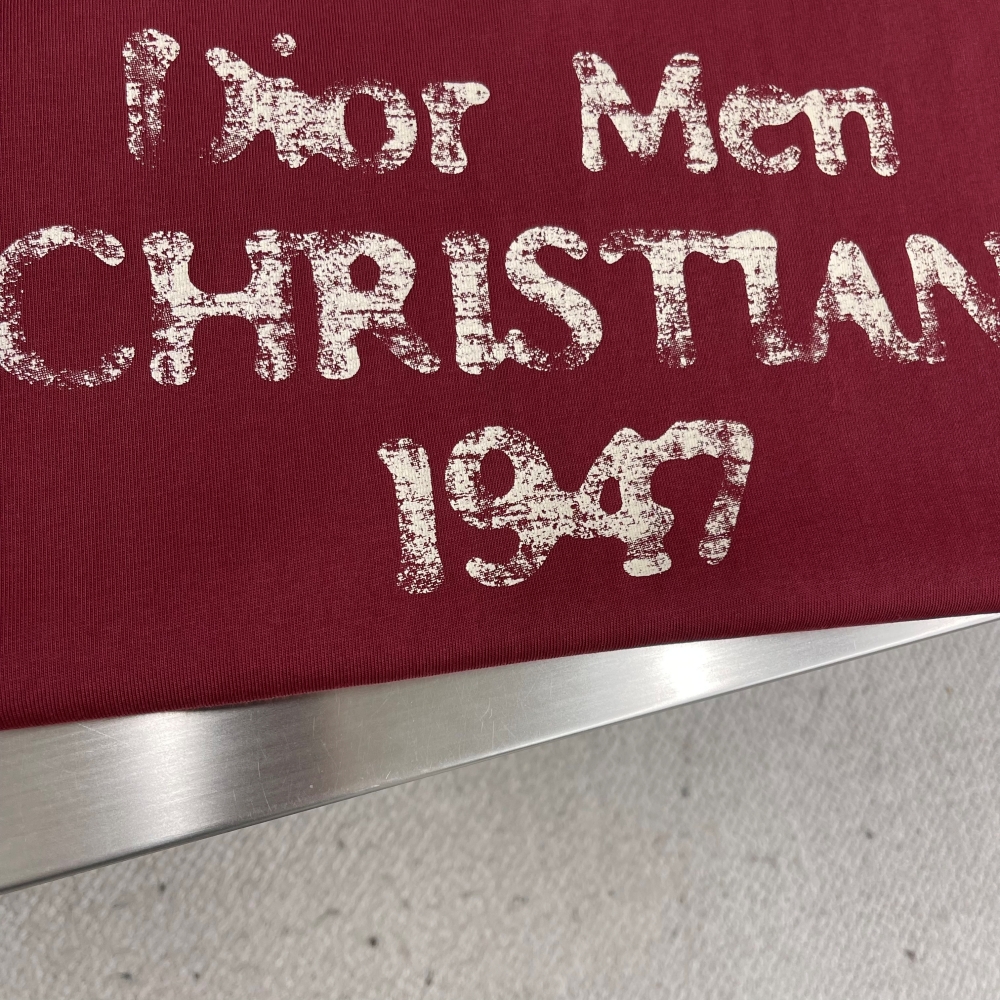 Dior Men
CHRISTIAN
1947